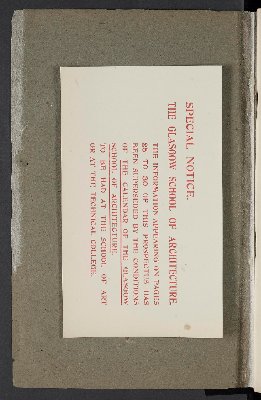 SPECIAL NOTICE.
THE GLASGOW SCHOOL OF ARCHITECTURE.
THE INFORMATION APPEARING ON PAGES
25 TO 30 OF THIS PROSPECTUS HAS
BEEN SUPERSEDED BY THE CONDITIONS
OF THE CALENDAR OF THE GLASGOW
SCHOOL OF ARCHITECTURE.
TO BE HAD AT THE SCHOOL OF ART
OR AT THE TECHNICAL COLLEGE.